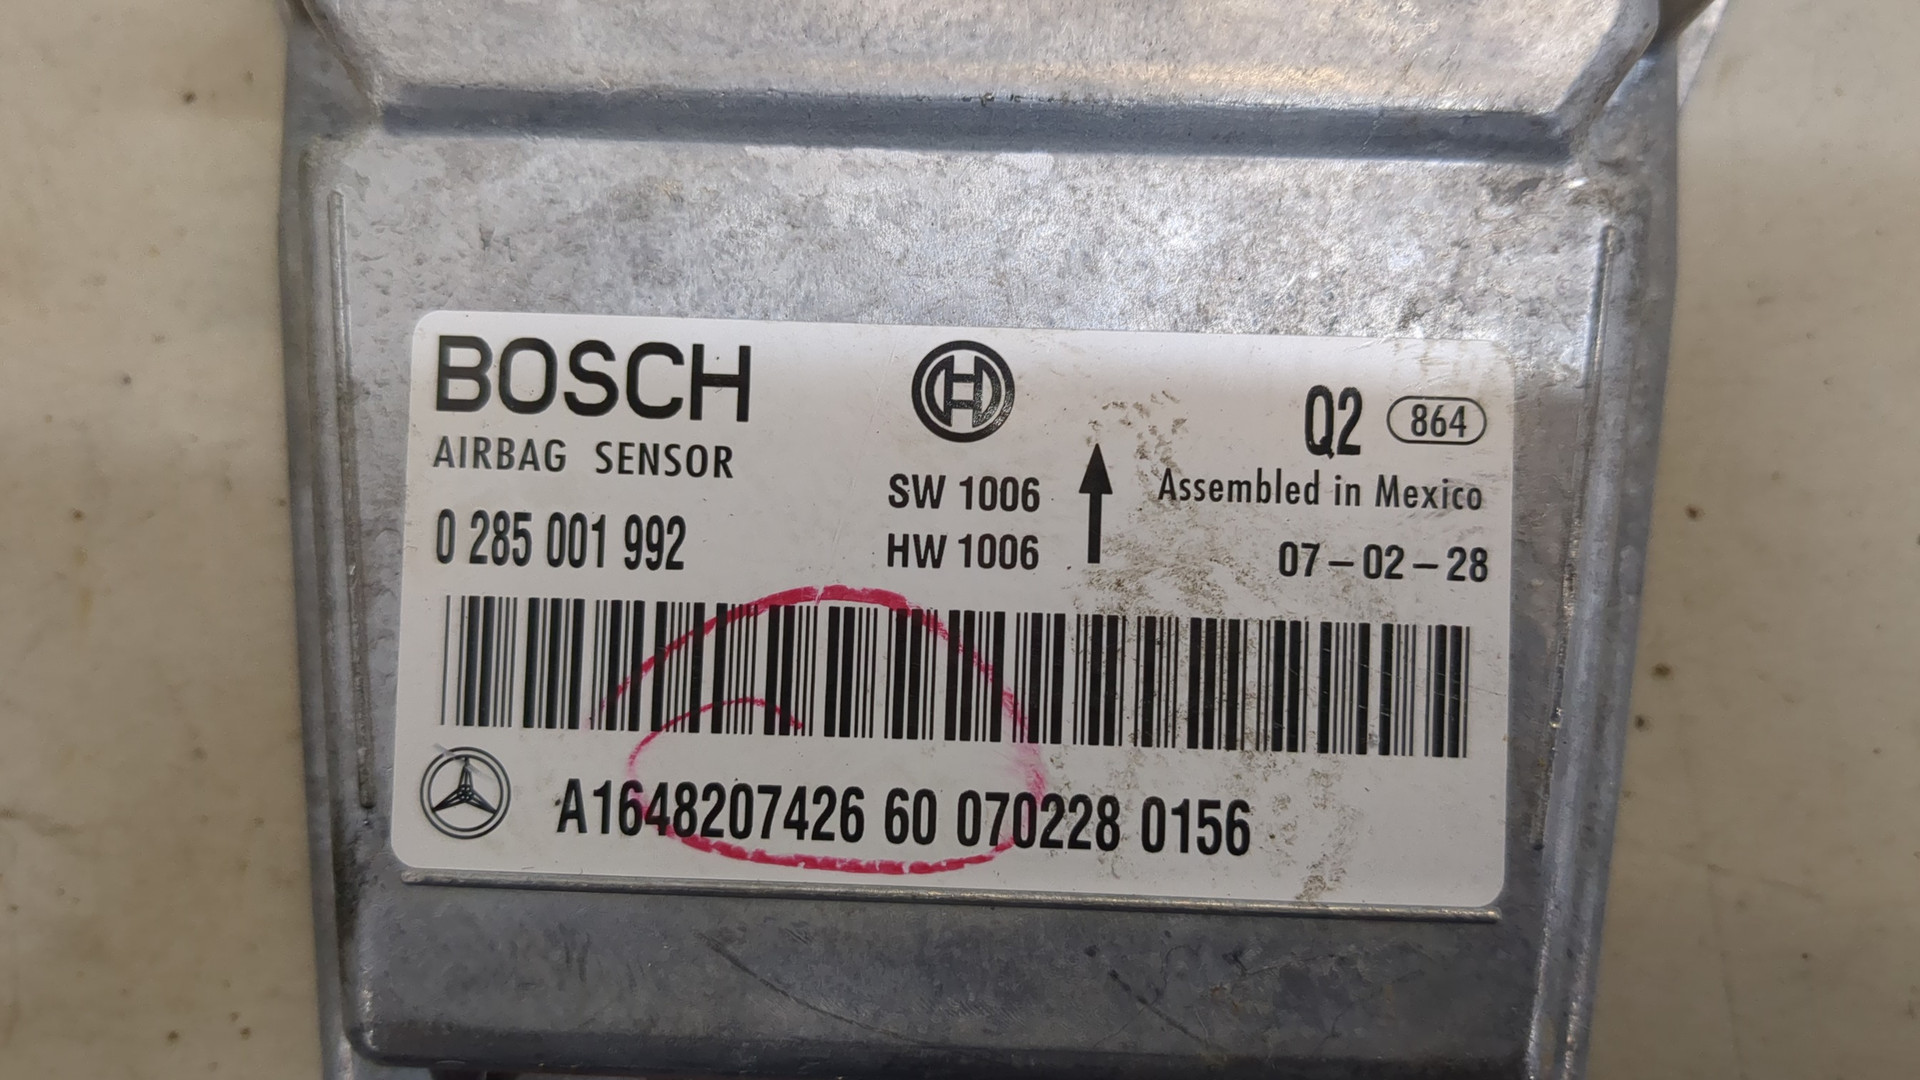 BOSCH
AIRBAG SENSOR
0 285 001 992
SW 1006
HW 1006
Q2 864
Assembled in Mexico
07-02-28
A1648207426 60 070228 0156